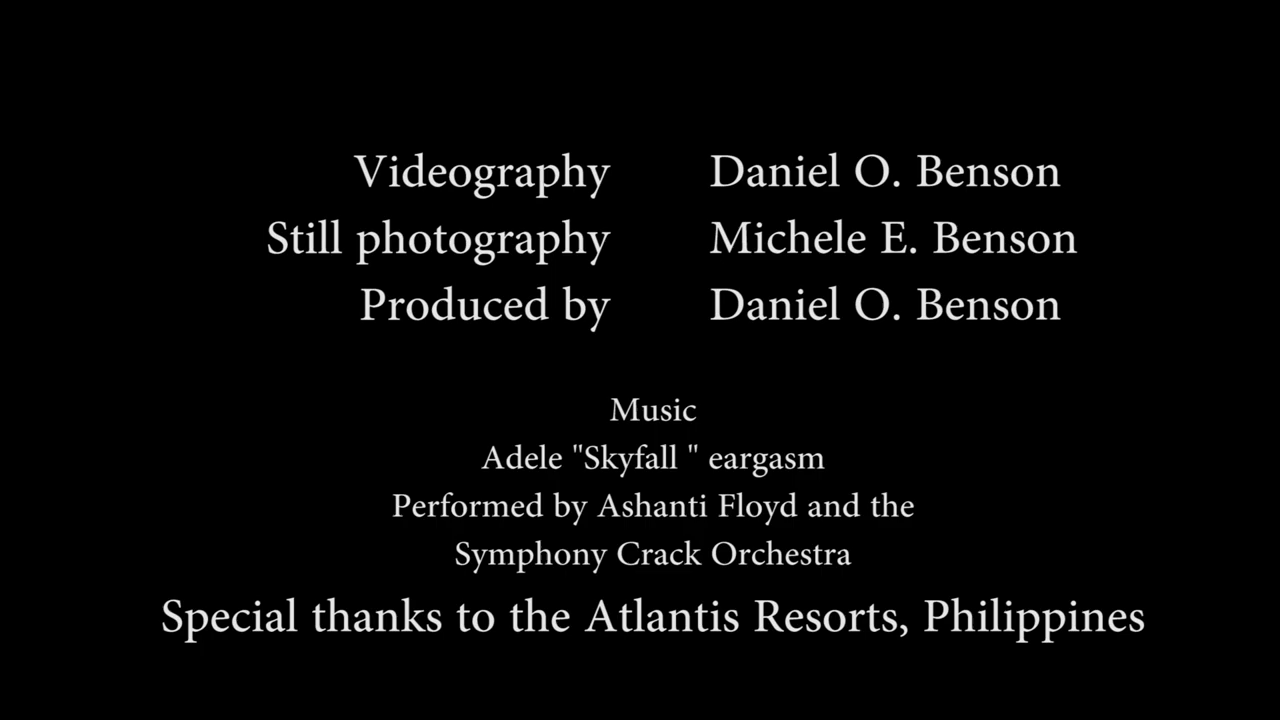 Videography Daniel O. Benson
Still photography Michele E. Benson
Produced by Daniel O. Benson
Music
Adele "Skyfall " eargasm
Performed by Ashanti Floyd and the
Symphony Crack Orchestra
Special thanks to the Atlantis Resorts, Philippines